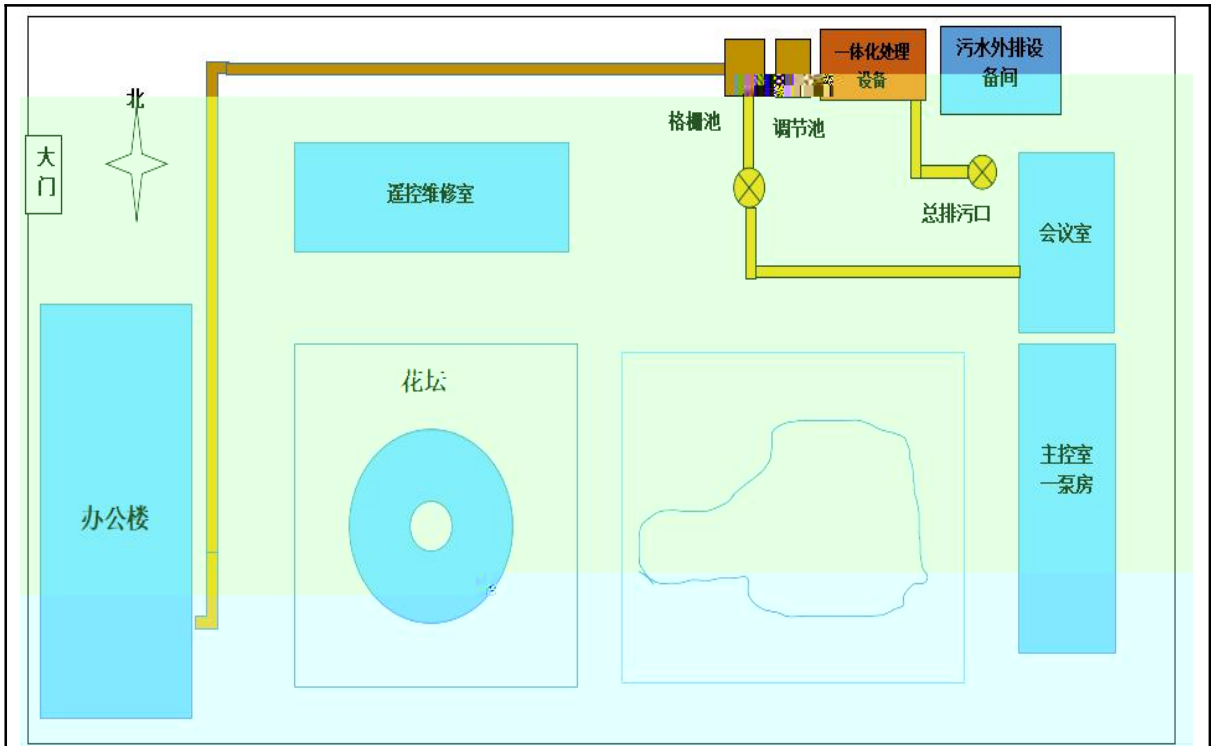 一体化处理
设备
污水外排设
备间
北
格栅池
调节池
大
门
遥控维修室
总排污口
会议室
花坛
主控室
一泵房
办公楼